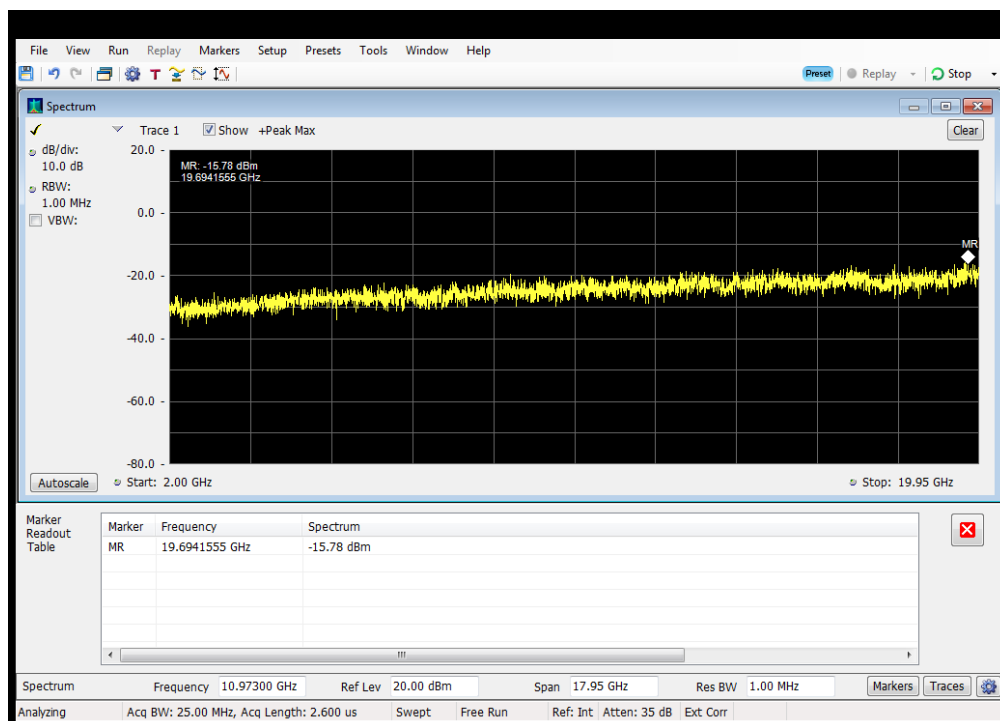 File View Run Replay Markers Setup Presets Tools Window Help
T Preset Replay Stop
Spectrum
Trace 1 Show +Peak Max Clear
dB/div:
10.0 dB
RBW:
1.00 MHz
VBW:
20.0
0.0
-20.0
-40.0
-60.0
-80.0
MR: -15.78 dBm
19.6941555 GHz
MR
Autoscale Start: 2.00 GHz Stop: 19.95 GHz
Marker
Readout
Table
Marker Frequency Spectrum
MR 19.6941555 GHz -15.78 dBm
Spectrum Frequency 10.97300 GHz Ref Lev 20.00 dBm Span 17.95 GHz Res BW 1.00 MHz Markers Traces
Analyzing Acq BW: 25.00 MHz, Acq Length: 2.600 us Swept Free Run Ref: Int Atten: 35 dB Ext Corr